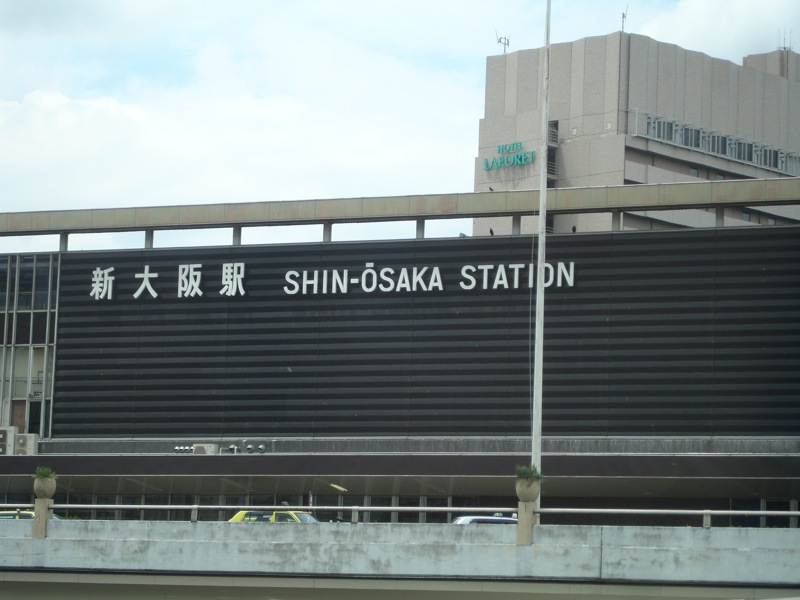 HOTEL
LAFORET
新大阪駅 SHIN-ŌSAKA STATION